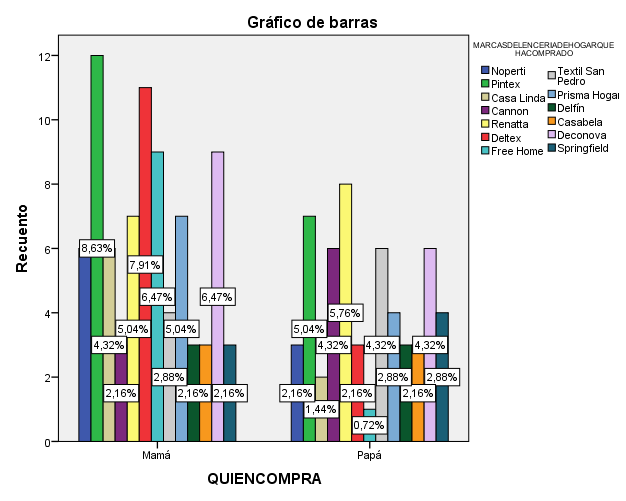 Gráfico de barras
MARCASDELENCERIADEHOGARQUE
HACOMPRADO
Noperti
Pintex
Casa Linda
Cannon
Renatta
Deltex
Free Home
Textil San
Pedro
Prisma Hogar
Delfín
Casabela
Deconova
Springfield
Recuento
12
10
8
6
4
2
0
8,63%
4,32%
2,16%
5,04%
7,91%
6,47%
2,88%
5,04%
2,16%
6,47%
2,16%
2,16%
5,04%
1,44%
4,32%
5,76%
2,16%
0,72%
4,32%
2,88%
2,16%
4,32%
2,88%
Mamá
Papá
QUIENCOMPRA